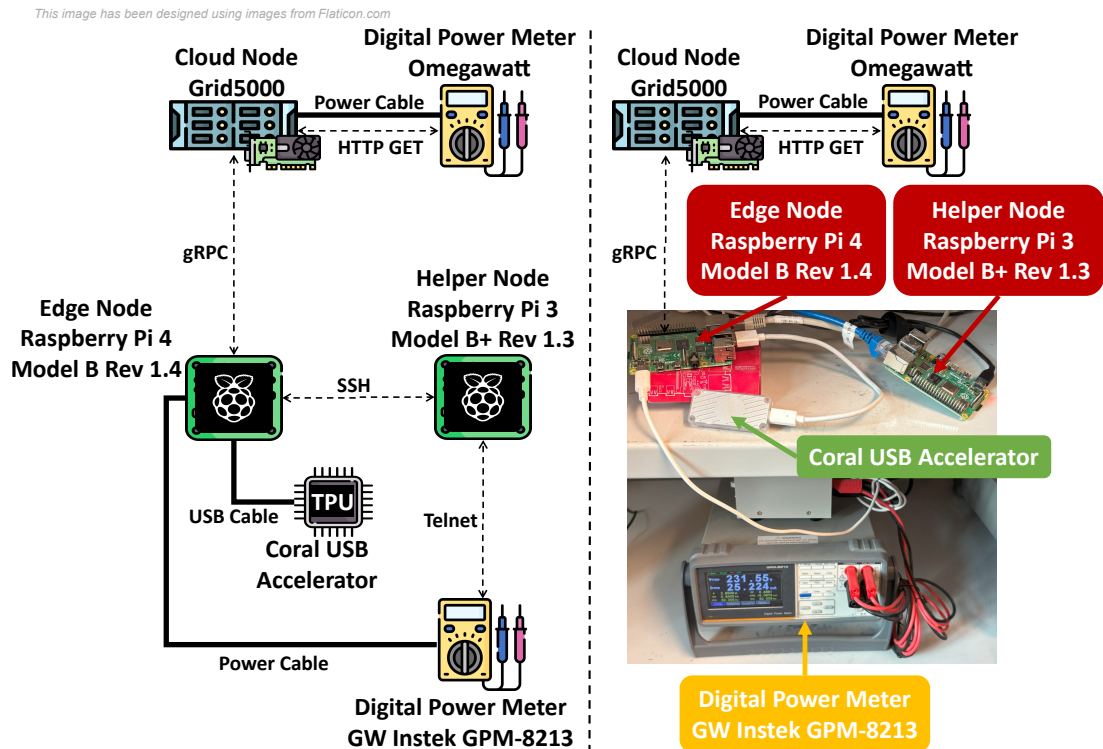 This image has been designed using images from Flaticon.com
Digital Power Meter
Omegawatt
Cloud Node
Grid5000
Power Cable
HTTP GET
gRPC
Edge Node
Raspberry Pi 4
Model B Rev 1.4
Helper Node
Raspberry Pi 3
Model B+ Rev 1.3
SSH
USB Cable
TPU
Coral USB
Accelerator
Telnet
Power Cable
Digital Power Meter
GW Instek GPM-8213
Digital Power Meter
Omegawatt
Cloud Node
Grid5000
Power Cable
HTTP GET
gRPC
Edge Node
Raspberry Pi 4
Model B Rev 1.4
Helper Node
Raspberry Pi 3
Model B+ Rev 1.3
Coral USB Accelerator
231.55
25.224
Digital Power Meter
GW Instek GPM-8213